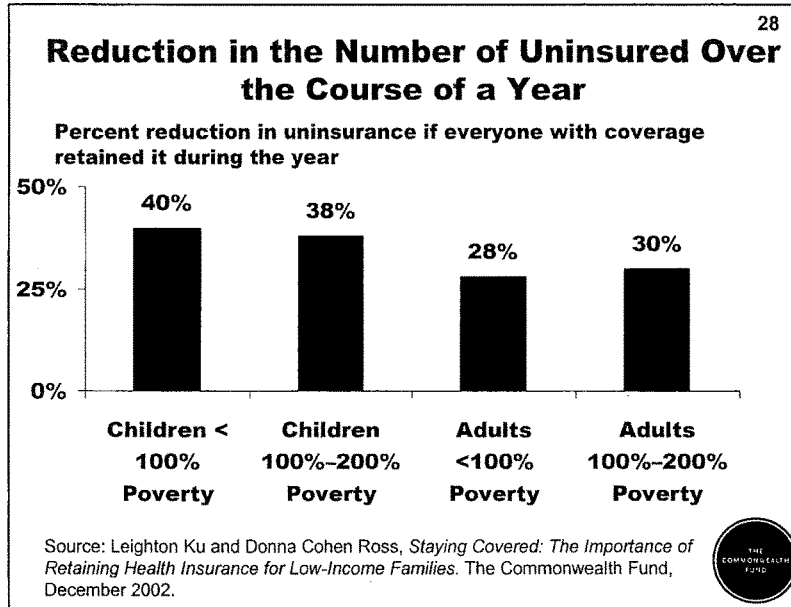 28
Reduction in the Number of Uninsured Over
the Course of a Year
Percent reduction in uninsurance if everyone with coverage
retained it during the year
50%
25%
0%
40%
38%
28%
30%
Children <
100%
Poverty
Children
100%–200%
Poverty
Adults
<100%
Poverty
Adults
100%–200%
Poverty
Source: Leighton Ku and Donna Cohen Ross, Staying Covered: The Importance of
Retaining Health Insurance for Low-Income Families. The Commonwealth Fund,
December 2002.
THE
COMMONWEALTH
FUND